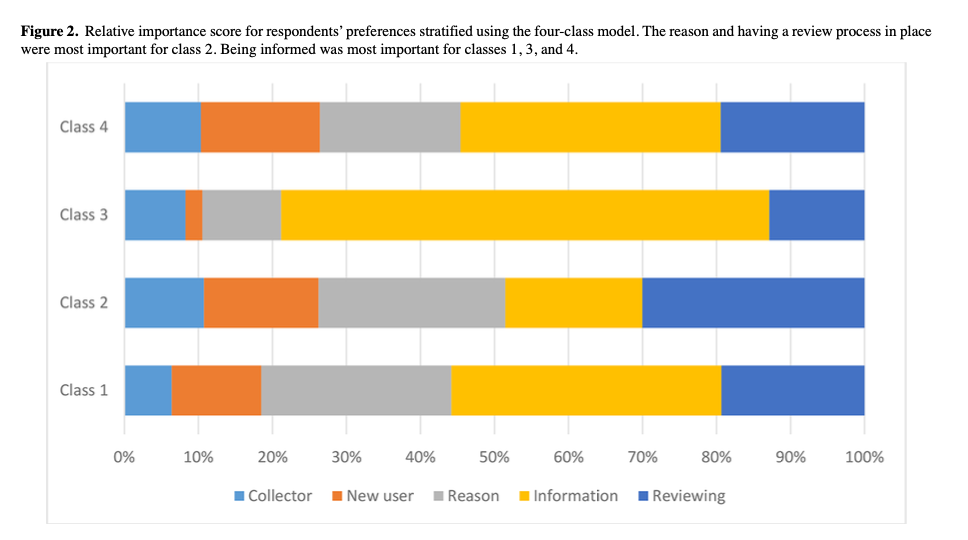 Figure 2. Relative importance score for respondents’ preferences stratified using the four-class model. The reason and having a review process in place
were most important for class 2. Being informed was most important for classes 1, 3, and 4.
Class 4
Class 3
Class 2
Class 1
0% 10% 20% 30% 40% 50% 60% 70% 80% 90% 100%
Collector New user Reason Information Reviewing